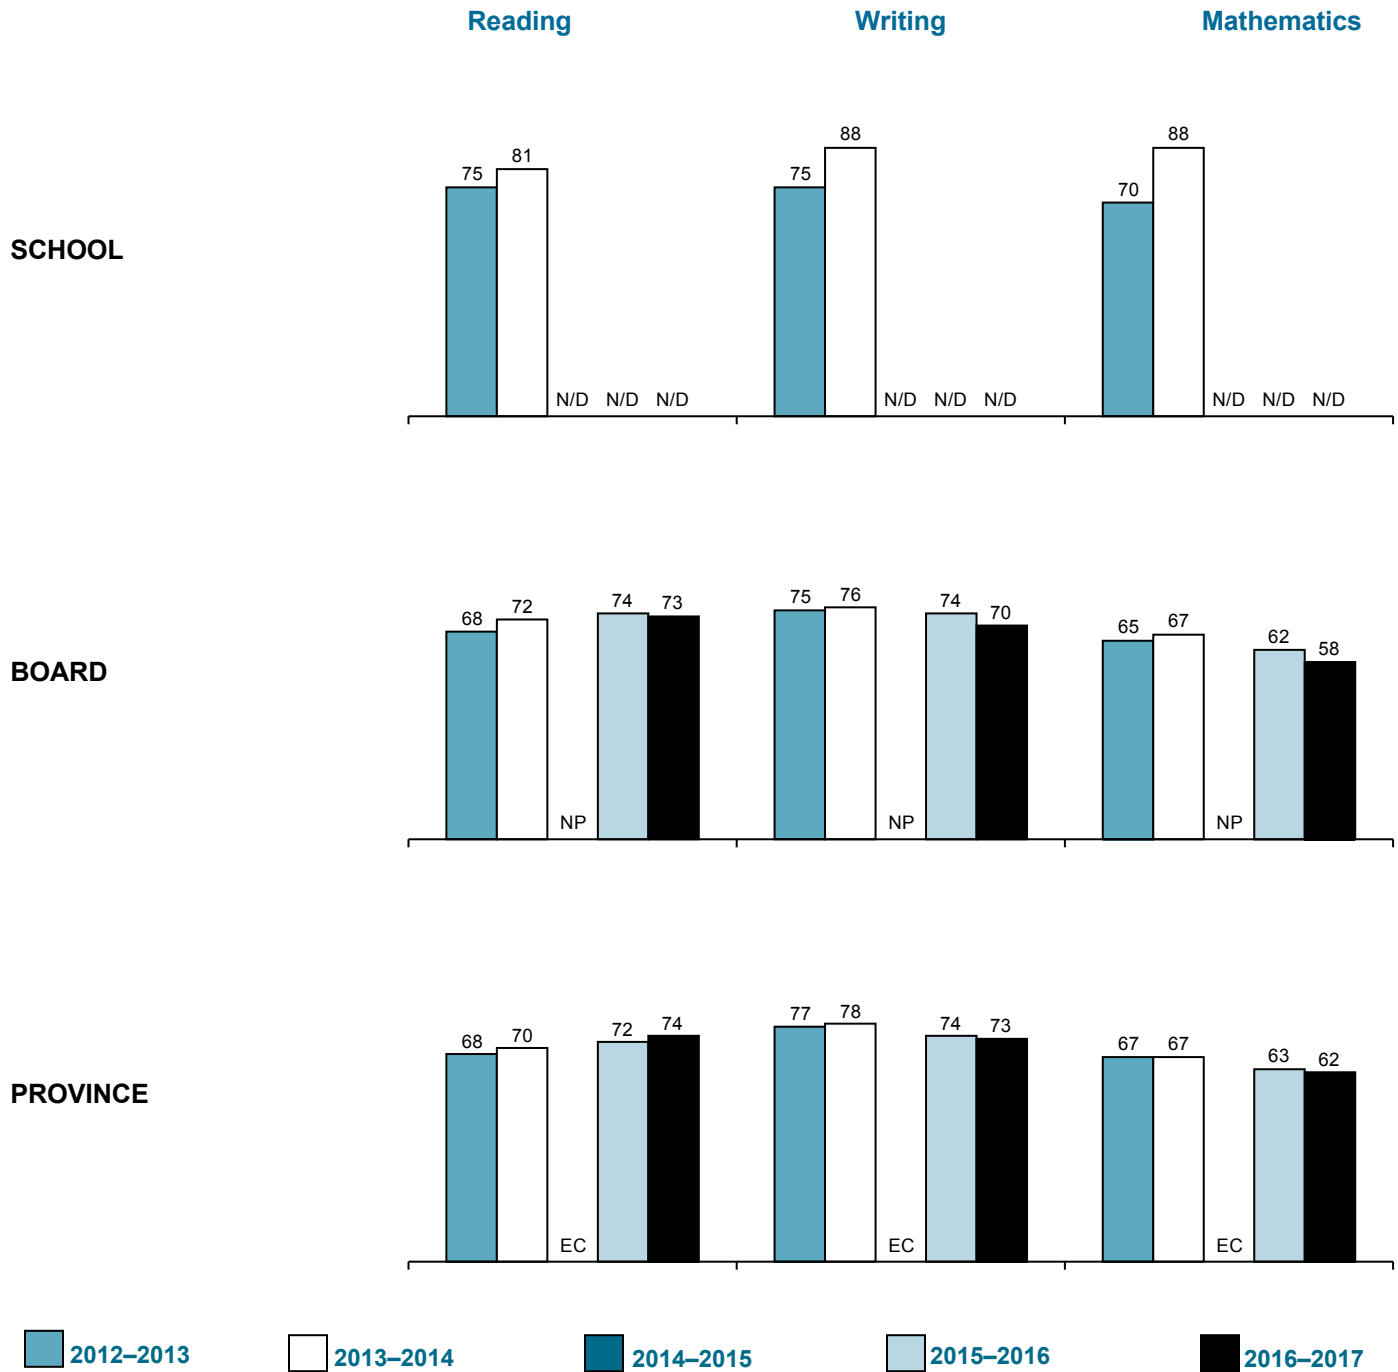 Reading Writing Mathematics
88 88
81
75 75
70
SCHOOL
N/D N/D N/D N/D N/D N/D N/D N/D N/D
75 76
72 74 73 74
68 70
65 67
62
58
BOARD
NP NP NP
77 78
74 74 73
68 70 72
67 67
63 62
PROVINCE
EC EC EC
2012–2013 2013–2014 2014–2015 2015–2016 2016–2017